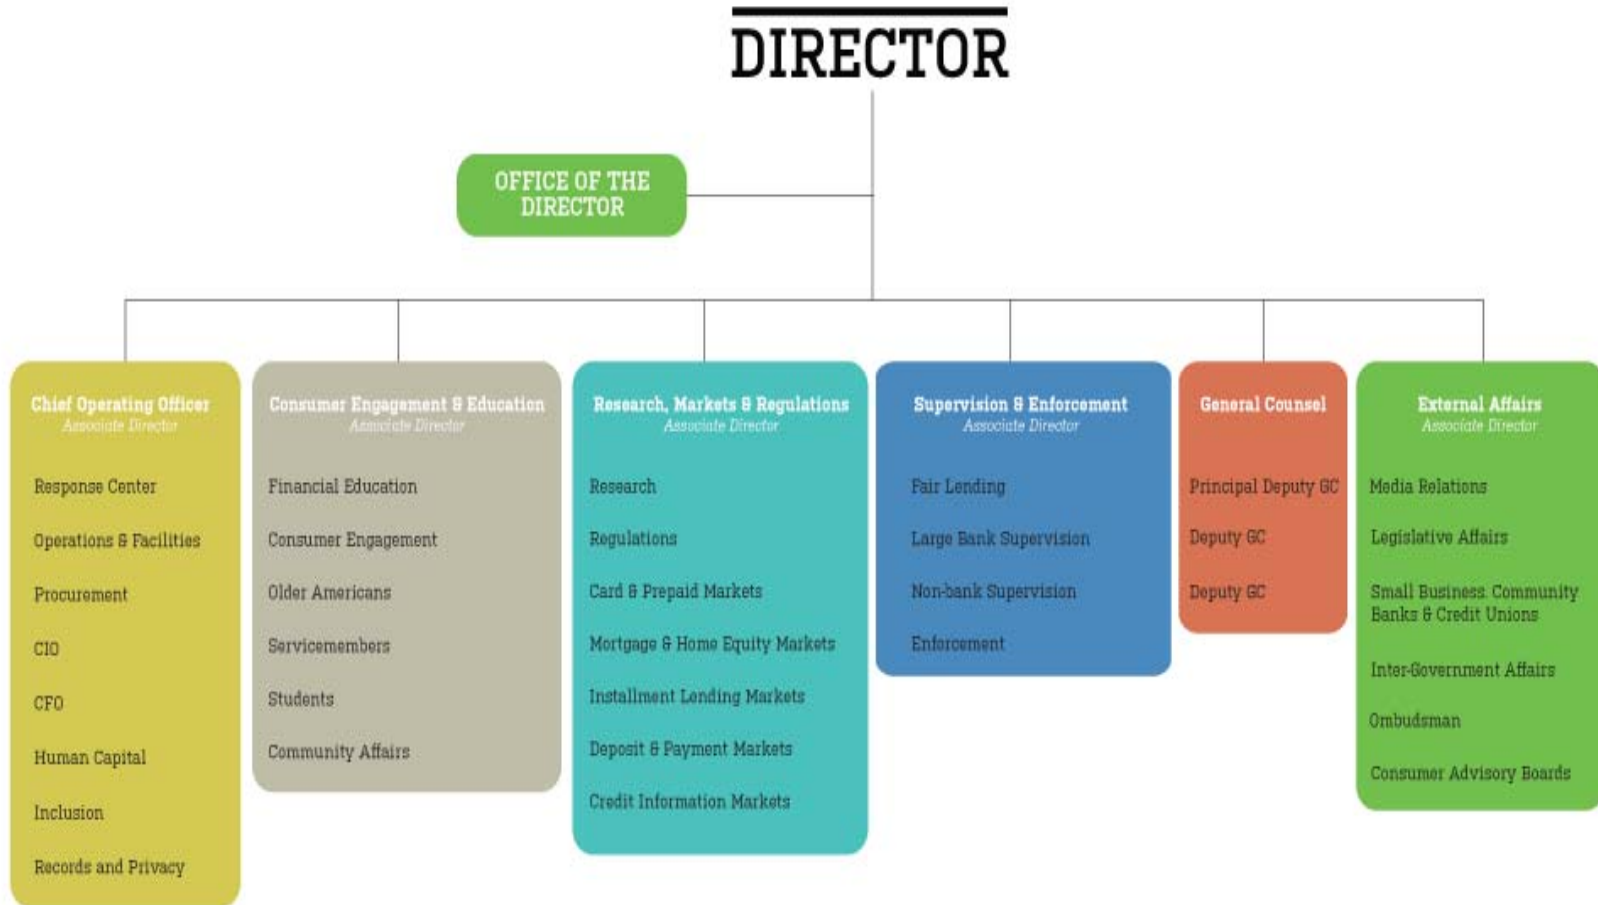 DIRECTOR
OFFICE OF THE
DIRECTOR
Chief Operating Officer
Associate Director
Response Center
Operations & Facilities
Procurement
CIO
CFO
Human Capital
Inclusion
Records and Privacy
Consumer Engagement & Education
Associate Director
Financial Education
Consumer Engagement
Older Americans
Servicemembers
Students
Community Affairs
Research, Markets & Regulations
Associate Director
Research
Regulations
Card & Prepaid Markets
Mortgage & Home Equity Markets
Installment Lending Markets
Deposit & Payment Markets
Credit Information Markets
Supervision & Enforcement
Associate Director
Fair Lending
Large Bank Supervision
Non-bank Supervision
Enforcement
General Counsel
Principal Deputy GC
Deputy GC
Deputy GC
External Affairs
Associate Director
Media Relations
Legislative Affairs
Small Business, Community
Banks & Credit Unions
Inter-Government Affairs
Ombudsman
Consumer Advisory Boards